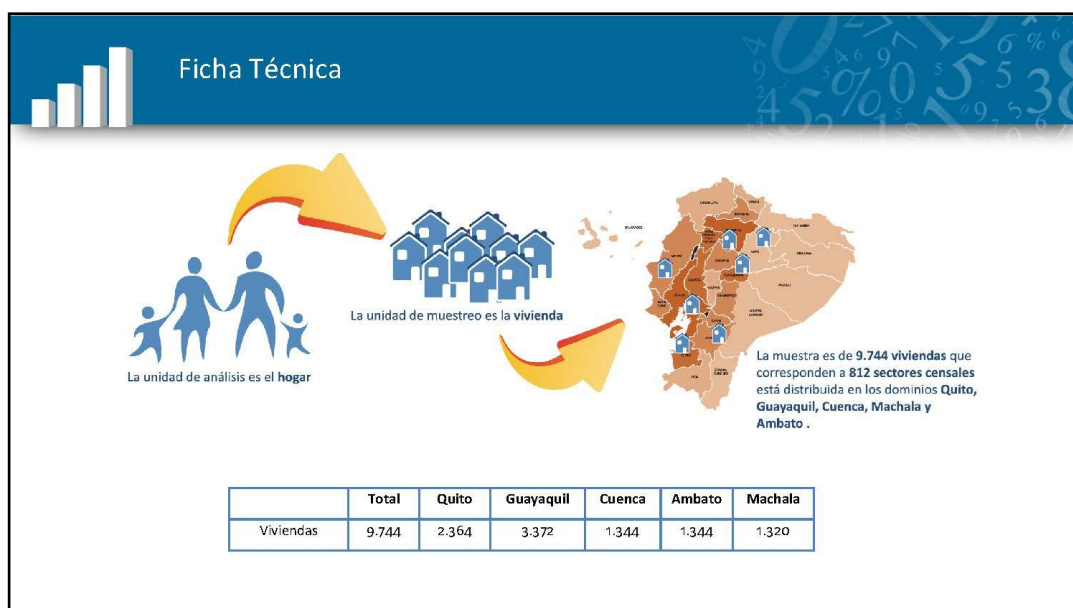 Ficha Técnica
La unidad de análisis es el hogar
La unidad de muestreo es la vivienda
La muestra es de 9.744 viviendas que
corresponden a 812 sectores censales
está distribuida en los dominios Quito,
Guayaquil, Cuenca, Machala y
Ambato .
Total Quito Guayaquil Cuenca Ambato Machala
Viviendas 9.744 2.364 3.372 1.344 1.344 1.320